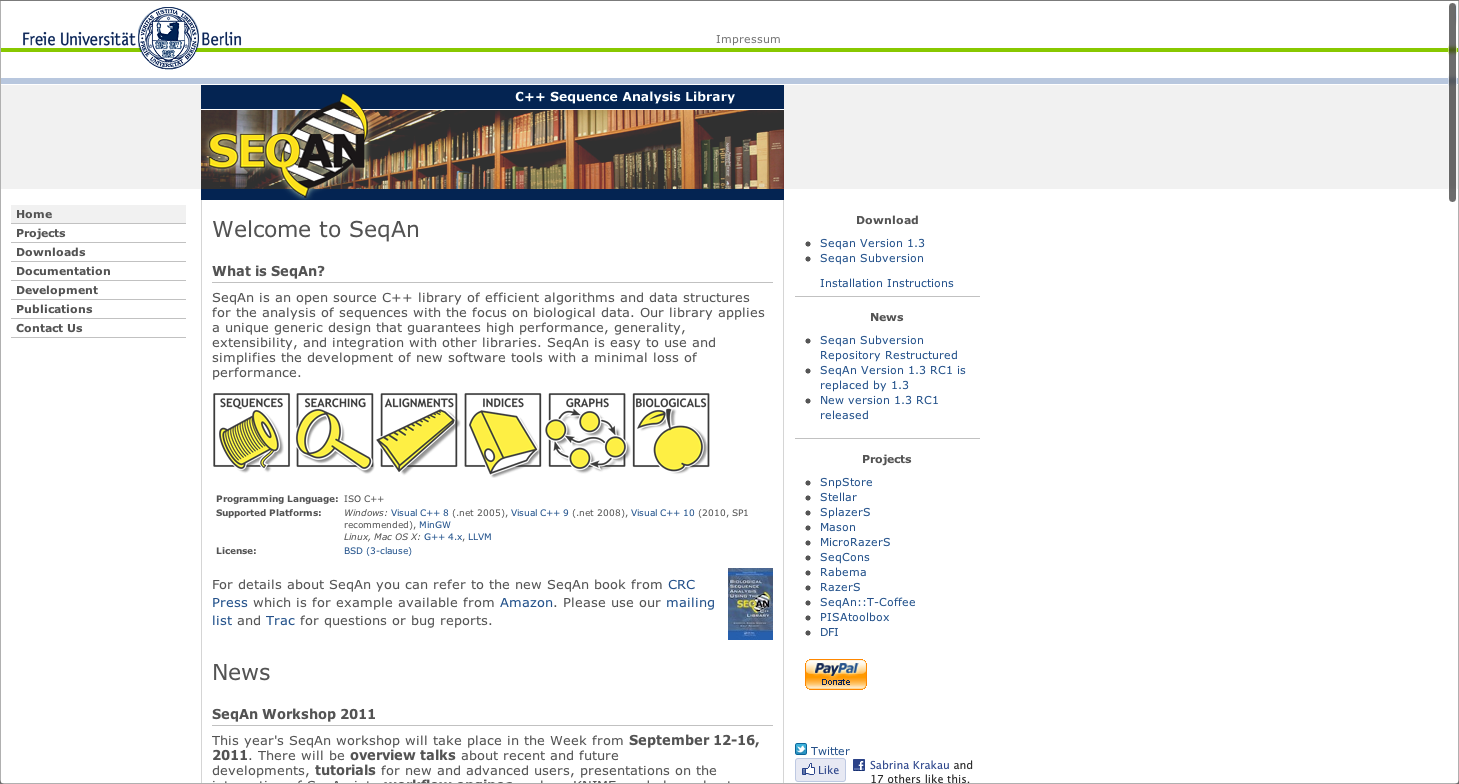 Freie Universität Berlin
Impressum
C++ Sequence Analysis Library
SEQAN
Home
Projects
Downloads
Documentation
Development
Publications
Contact Us
Welcome to SeqAn
What is SeqAn?
SeqAn is an open source C++ library of efficient algorithms and data structures
for the analysis of sequences with the focus on biological data. Our library applies
a unique generic design that guarantees high performance, generality,
extensibility, and integration with other libraries. SeqAn is easy to use and
simplifies the development of new software tools with a minimal loss of
performance.
SEQUENCES SEARCHING ALIGNMENTS INDICES GRAPHS BIOLOGICALS
Programming Language: ISO C++
Supported Platforms: Windows: Visual C++ 8 (.net 2005), Visual C++ 9 (.net 2008), Visual C++ 10 (2010, SP1
recommended), MinGW
Linux, Mac OS X: G++ 4.x, LLVM
License: BSD (3-clause)
For details about SeqAn you can refer to the new SeqAn book from CRC
Press which is for example available from Amazon. Please use our mailing
list and Trac for questions or bug reports.
BIOLOGICAL
SEQUENCE
ANALYSIS
SEQAN
LIBRARY
News
SeqAn Workshop 2011
This year's SeqAn workshop will take place in the Week from September 12-16,
2011. There will be overview talks about recent and future
developments, tutorials for new and advanced users, presentations on the
Download
Seqan Version 1.3
Seqan Subversion
Installation Instructions
News
Seqan Subversion
Repository Restructured
SeqAn Version 1.3 RC1 is
replaced by 1.3
New version 1.3 RC1
released
Projects
SnpStore
Stellar
SplazerS
Mason
MicroRazerS
SeqCons
Rabema
RazerS
SeqAn::T-Coffee
PISAtoolbox
DFI
PayPal
Donate
Twitter
Like Sabrina Krakau and
17 others like this.